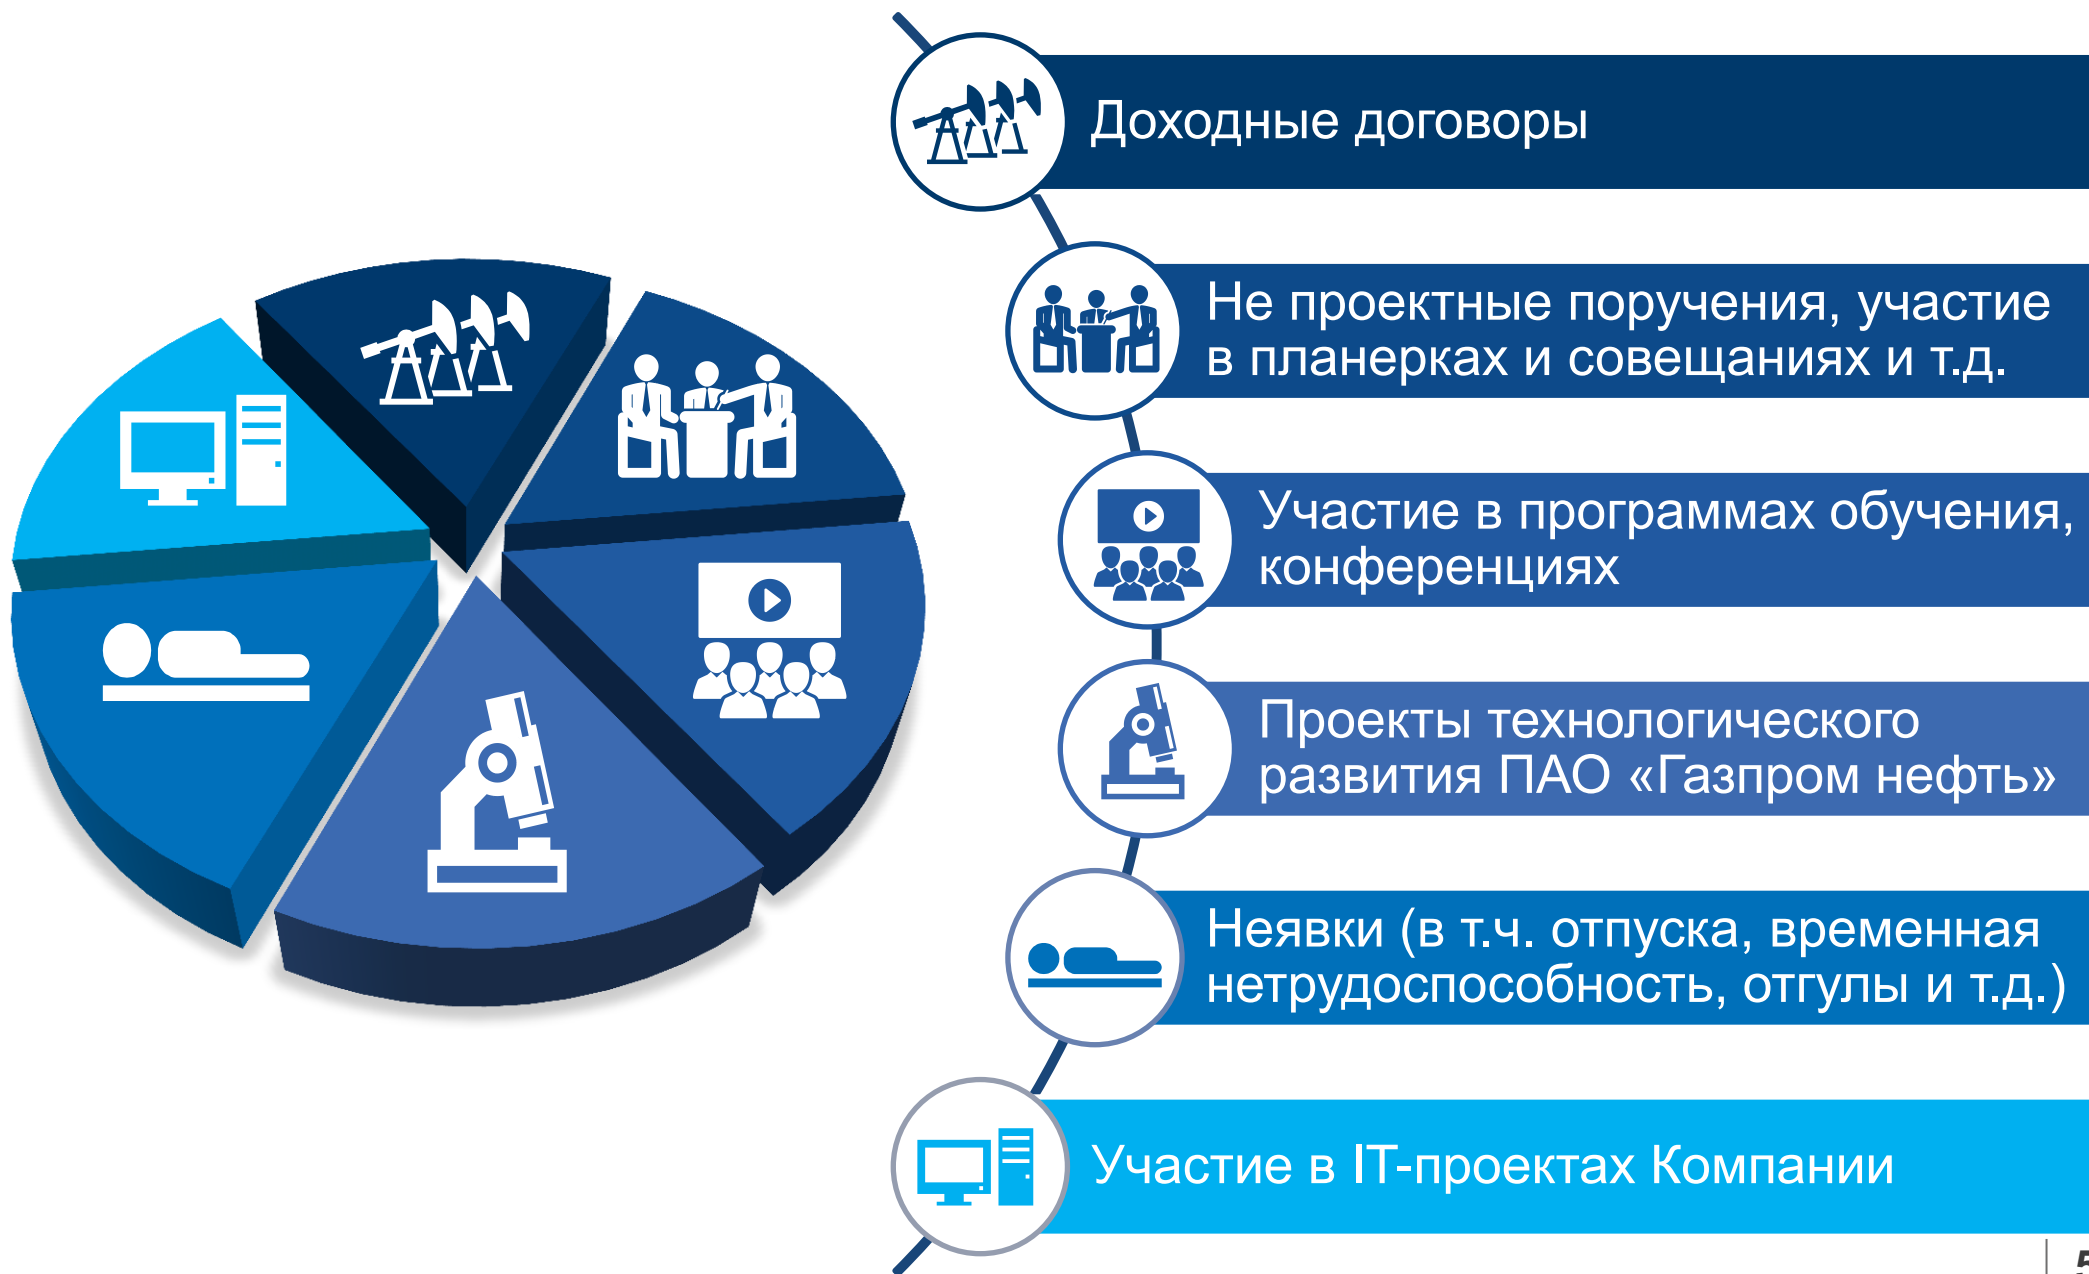 Доходные договоры
Не проектные поручения, участие
в планерках и совещаниях и т.д.
Участие в программах обучения,
конференциях
Проекты технологического
развития ПАО «Газпром нефть»
Неявки (в т.ч. отпуска, временная
нетрудоспособность, отгулы и т.д.)
Участие в IT-проектах Компании